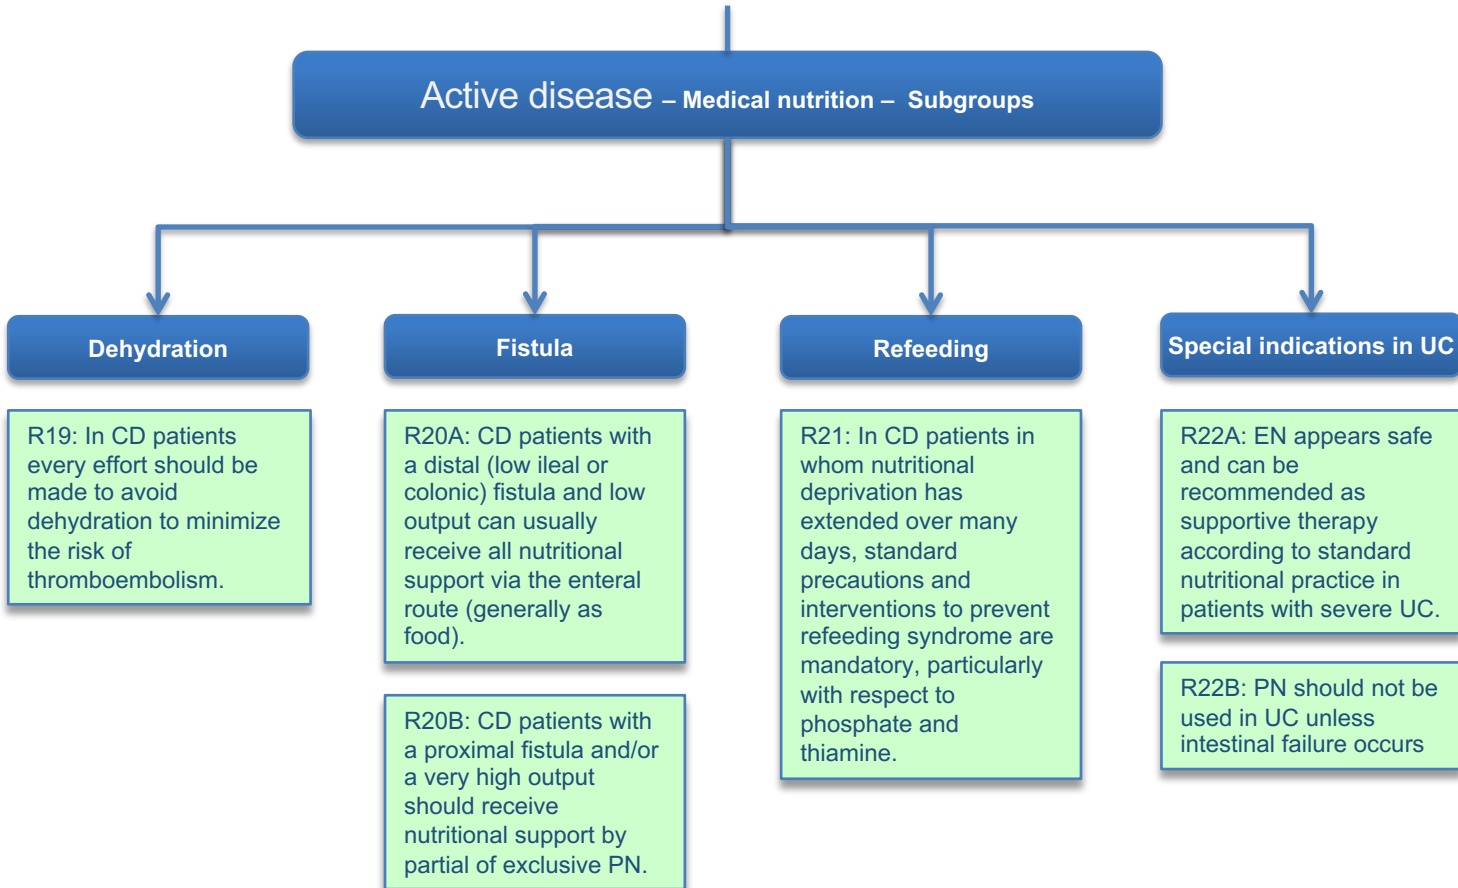 Active disease – Medical nutrition – Subgroups
Dehydration
R19: In CD patients
every effort should be
made to avoid
dehydration to minimize
the risk of
thromboembolism.
Fistula
R20A: CD patients with
a distal (low ileal or
colonic) fistula and low
output can usually
receive all nutritional
support via the enteral
route (generally as
food).
R20B: CD patients with
a proximal fistula and/or
a very high output
should receive
nutritional support by
partial of exclusive PN.
Refeeding
R21: In CD patients in
whom nutritional
deprivation has
extended over many
days, standard
precautions and
interventions to prevent
refeeding syndrome are
mandatory, particularly
with respect to
phosphate and
thiamine.
Special indications in UC
R22A: EN appears safe
and can be
recommended as
supportive therapy
according to standard
nutritional practice in
patients with severe UC.
R22B: PN should not be
used in UC unless
intestinal failure occurs